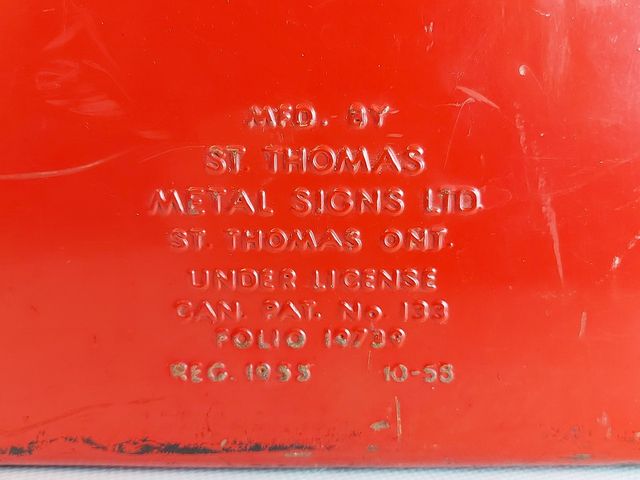 MFD. BY
ST. THOMAS
METAL SIGNS LTD.
ST. THOMAS ONT.
UNDER LICENSE
CAN. PAT. No. 133
FOLIO 19739
REG. 1955 10-58